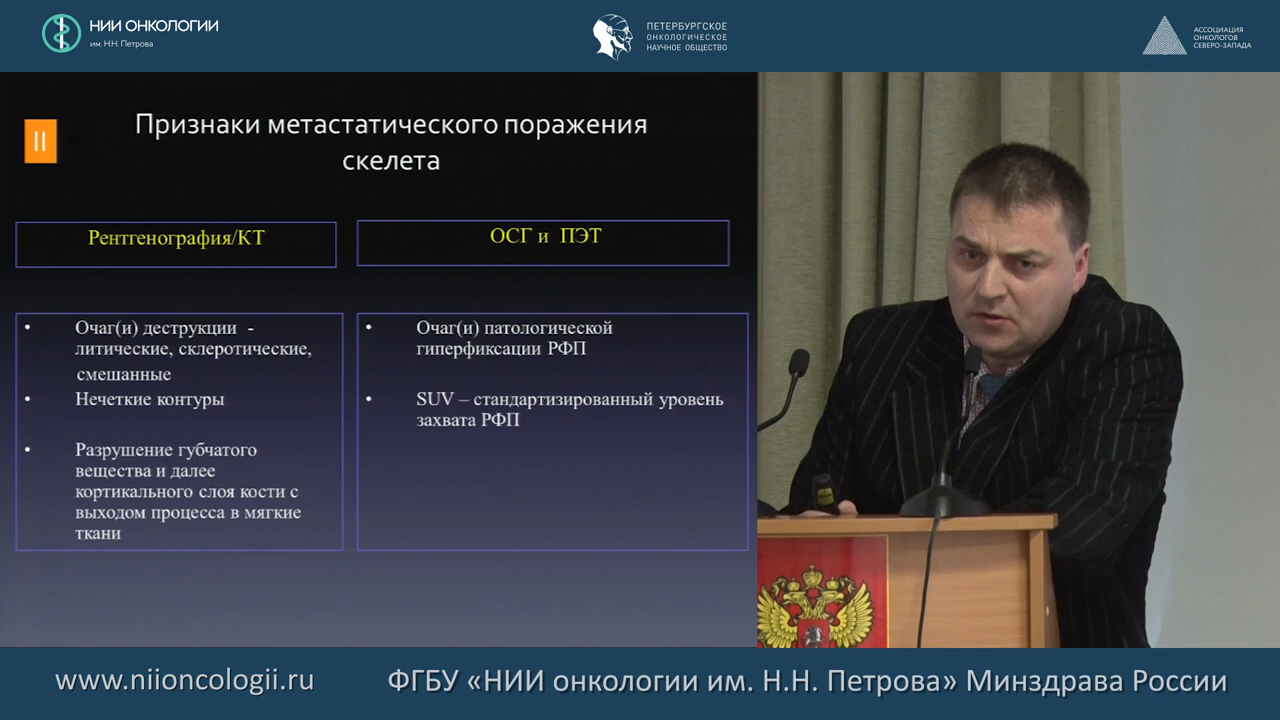 НИИ ОНКОЛОГИИ
им. Н.Н. Петрова
ПЕТЕРБУРГСКОЕ
ОНКОЛОГИЧЕСКОЕ
НАУЧНОЕ ОБЩЕСТВО
АССОЦИАЦИЯ
ОНКОЛОГОВ
СЕВЕРО-ЗАПАДА
II
Признаки метастатического поражения
скелета
Рентгенография/КТ
• Очаг(и) деструкции -
литические, склеротические,
смешанные
• Нечеткие контуры
• Разрушение губчатого
вещества и далее
кортикального слоя кости с
выходом процесса в мягкие
ткани
ОСГ и ПЭТ
• Очаг(и) патологической
гиперфиксации РФП
• SUV – стандартизированный уровень
захвата РФП
www.niioncologii.ru
ФГБУ «НИИ онкологии им. Н.Н. Петрова» Минздрава России